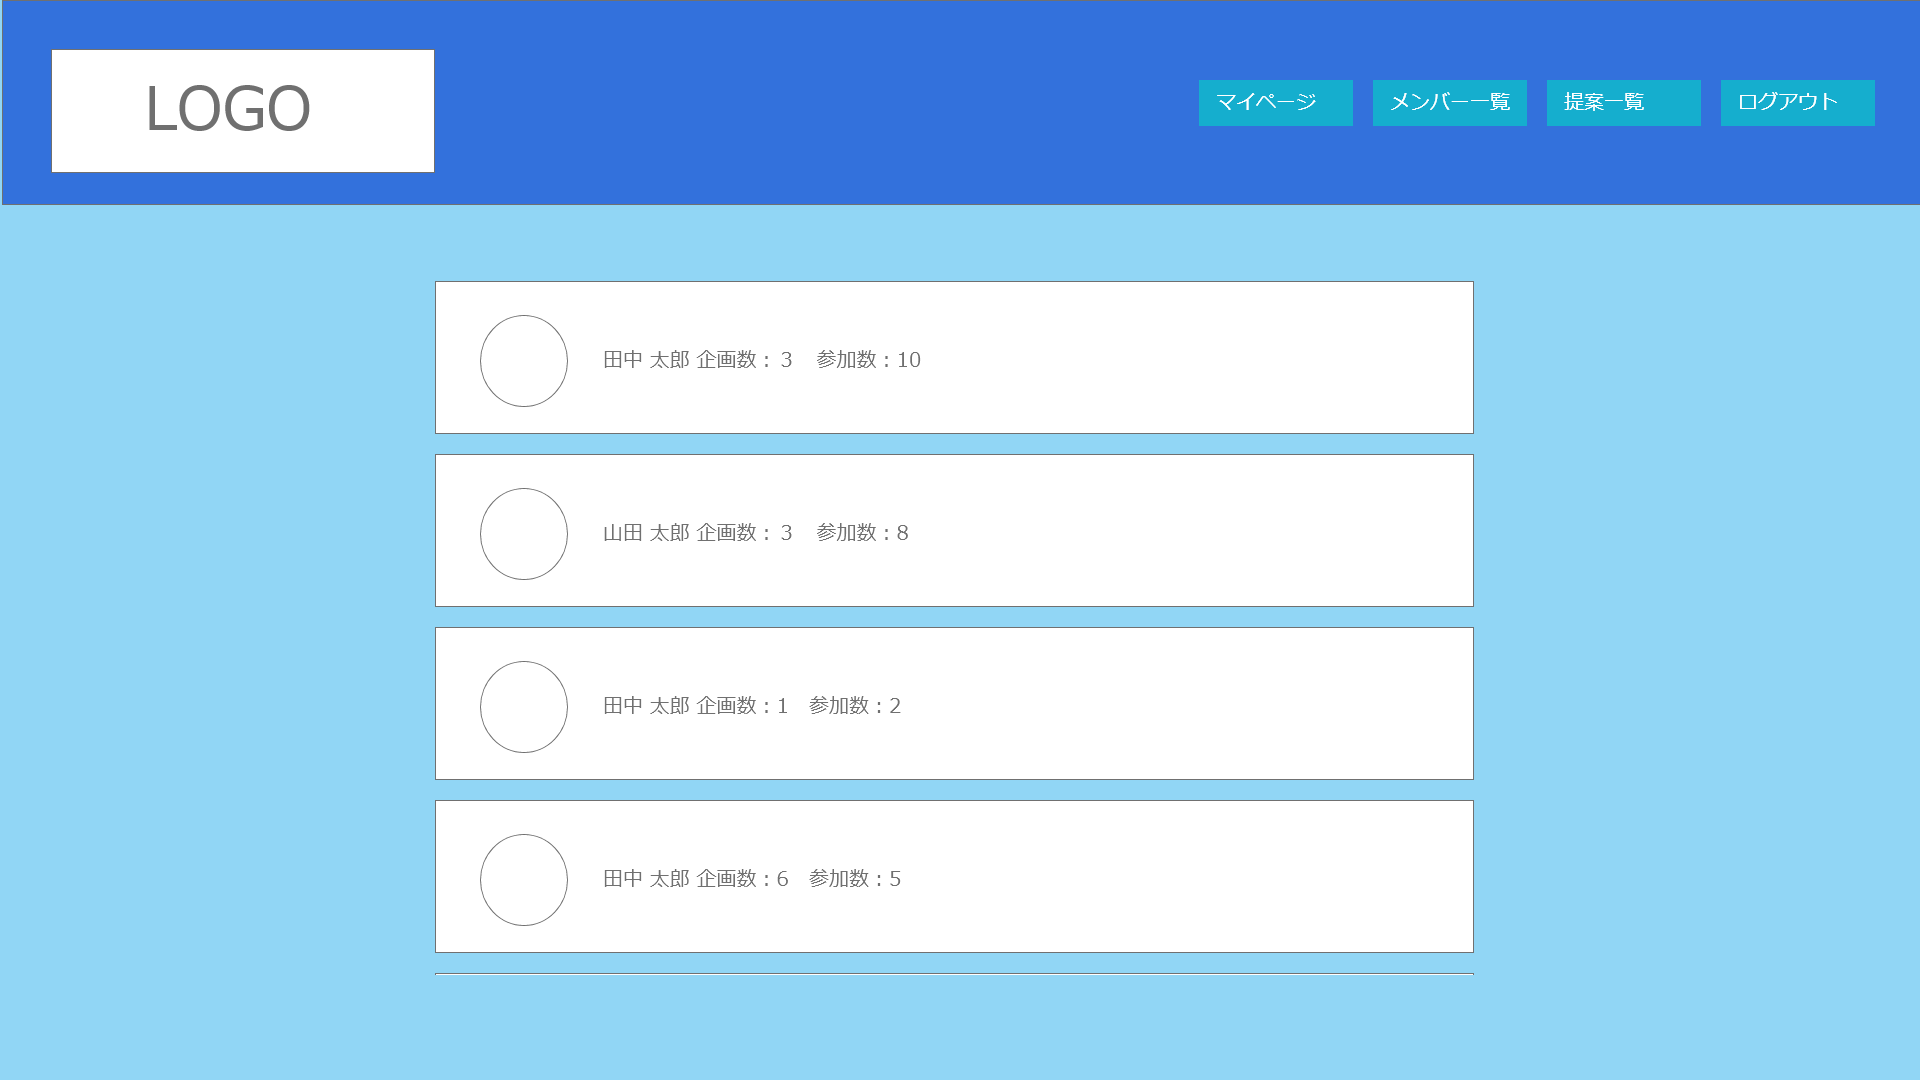 LOGO
マイページ
メンバー一覧
提案一覧
ログアウト
田中 太郎 企画数：３　参加数：10
山田 太郎 企画数：３　参加数：8
田中 太郎 企画数：1　参加数：2
田中 太郎 企画数：6　参加数：5